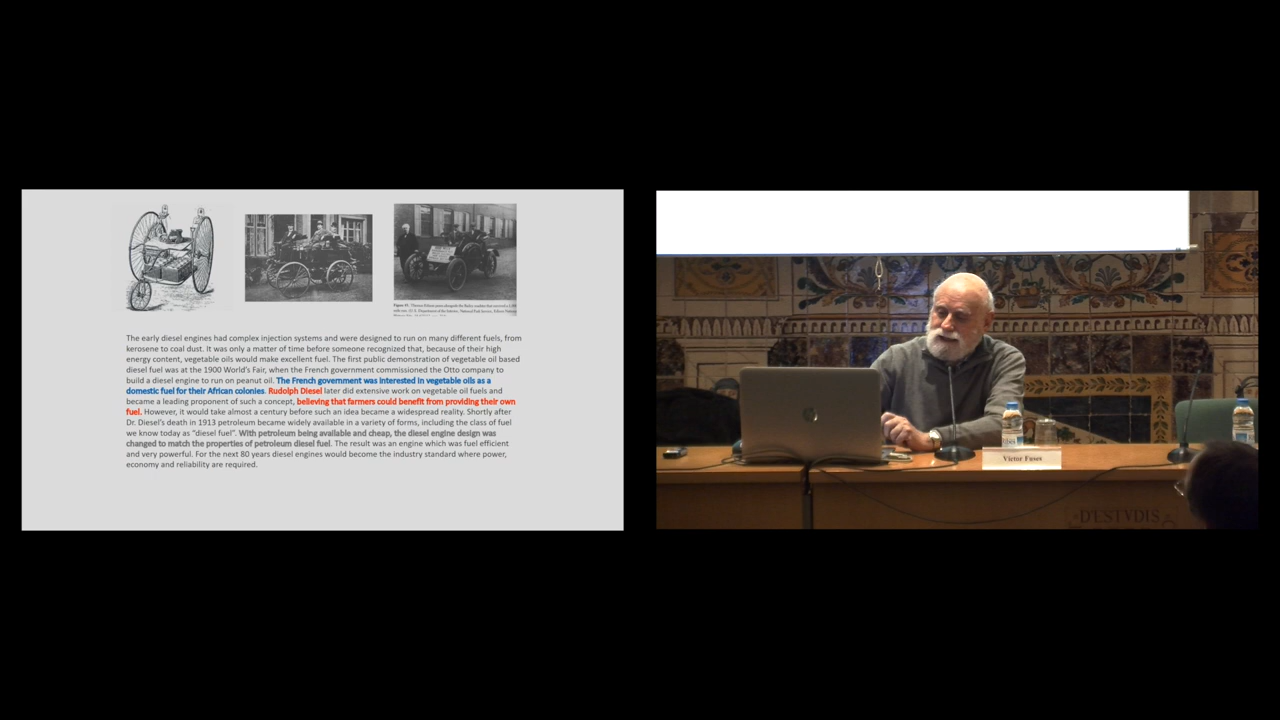 The early diesel engines had complex injection systems and were designed to run on many different fuels, from
kerosene to coal dust. It was only a matter of time before someone recognized that, because of their high
energy content, vegetable oils would make excellent fuel. The first public demonstration of vegetable oil based
diesel fuel was at the 1900 World's Fair, when the French government commissioned the Otto company to
build a diesel engine to run on peanut oil. The French government was interested in vegetable oils as a
domestic fuel for their African colonies. Rudolph Diesel later did extensive work on vegetable oil fuels and
became a leading proponent of such a concept, believing that farmers could benefit from providing their own
fuel. However, it would take almost a century before such an idea became a widespread reality. Shortly after
Dr. Diesel's death in 1913 petroleum became widely available in a variety of forms, including the class of fuel
we know today as "diesel fuel". With petroleum being available and cheap, the diesel engine design was
changed to match the properties of petroleum diesel fuel. The result was an engine which was fuel efficient
and very powerful. For the next 80 years diesel engines would become the industry standard where power,
economy and reliability are required.
hp
D'ESTVDIS